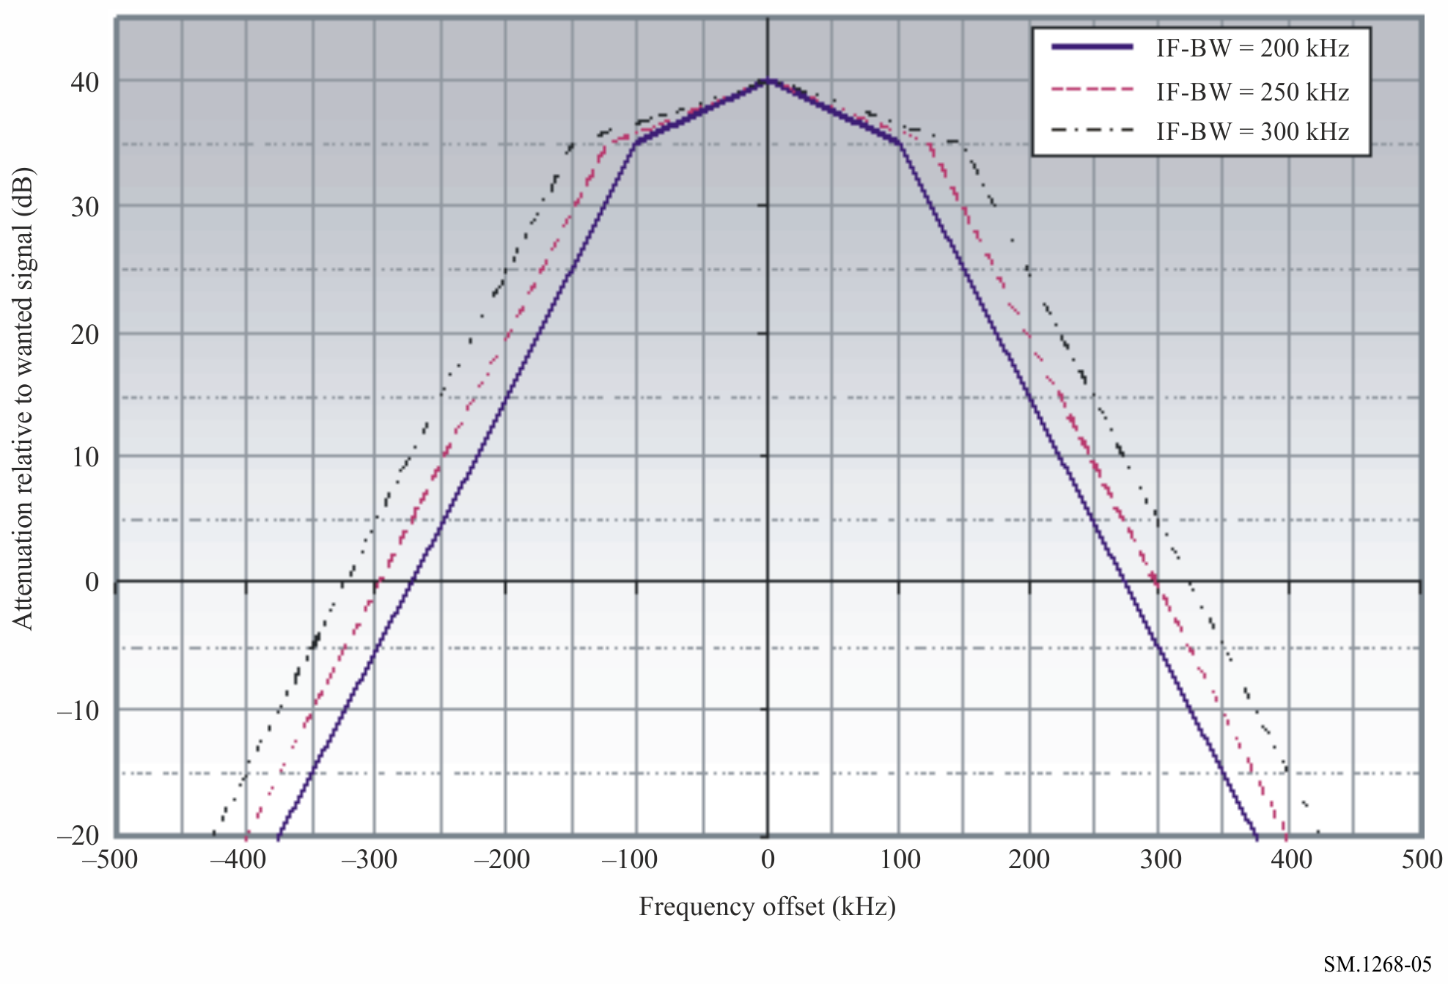 IF-BW = 200 kHz
IF-BW = 250 kHz
IF-BW = 300 kHz
Attenuation relative to wanted signal (dB)
40
30
20
10
0
–10
–20
–500 –400 –300 –200 –100 0 100 200 300 400 500
Frequency offset (kHz)
SM.1268-05